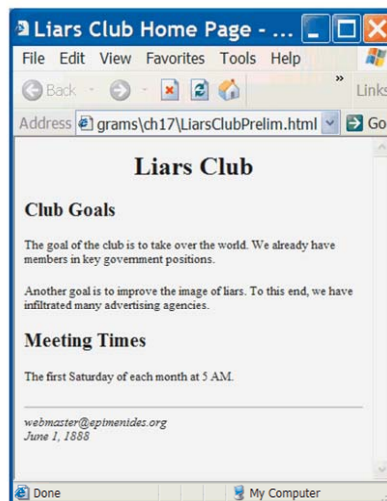 Liars Club Home Page - ...
File Edit View Favorites Tools Help
Back » Links
Address grams\ch17\LiarsClubPrelim.html Go
Liars Club
Club Goals
The goal of the club is to take over the world. We already have
members in key government positions.
Another goal is to improve the image of liars. To this end, we have
infiltrated many advertising agencies.
Meeting Times
The first Saturday of each month at 5 AM.
webmaster@epimenides.org
June 1, 1888
Done My Computer